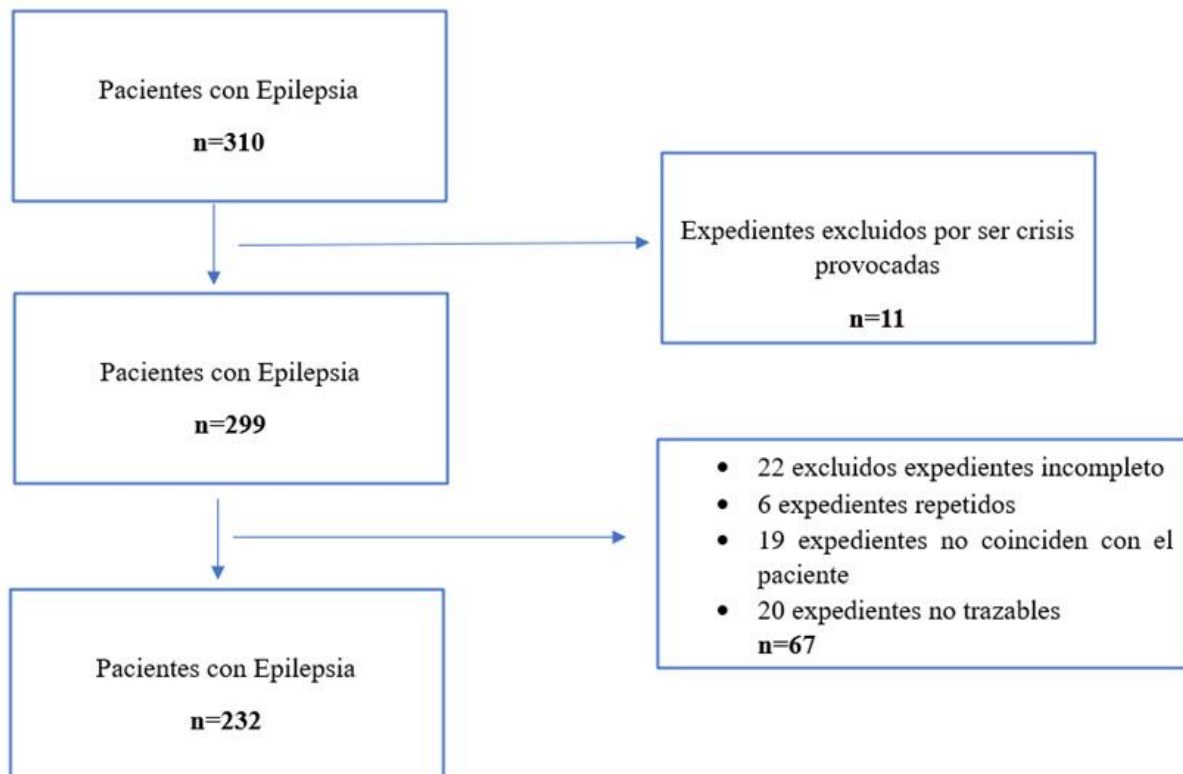 Pacientes con Epilepsia
n=310
Expedientes excluidos por ser crisis
provocadas
n=11
Pacientes con Epilepsia
n=299
• 22 excluidos expedientes incompleto
• 6 expedientes repetidos
• 19 expedientes no coinciden con el
paciente
• 20 expedientes no trazables
n=67
Pacientes con Epilepsia
n=232